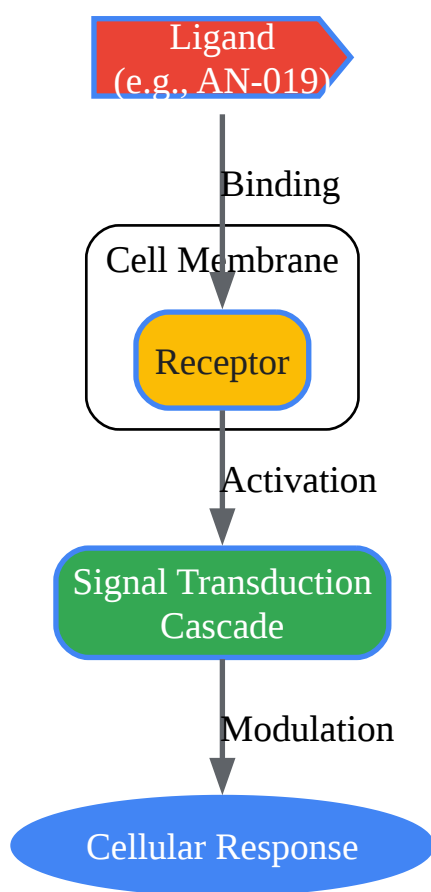 Ligand
(e.g., AN-019)
Binding
Cell Membrane
Receptor
Activation
Signal Transduction
Cascade
Modulation
Cellular Response